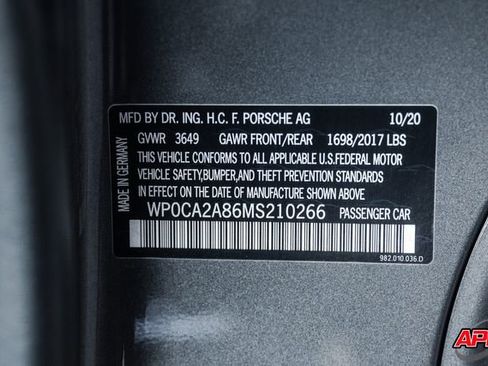 MFD BY DR. ING. H.C. F. PORSCHE AG 10/20
GVWR 3649 GAWR FRONT/REAR 1698/2017 LBS
THIS VEHICLE CONFORMS TO ALL APPLICABLE U.S.FEDERAL MOTOR
VEHICLE SAFETY,BUMPER,AND THEFT PREVENTION STANDARDS IN
EFFECT ON THE DATE OF MANUFACTURE SHOWN ABOVE
WP0CA2A86MS210266 PASSENGER CAR
MADE IN GERMANY
982.010.036.D